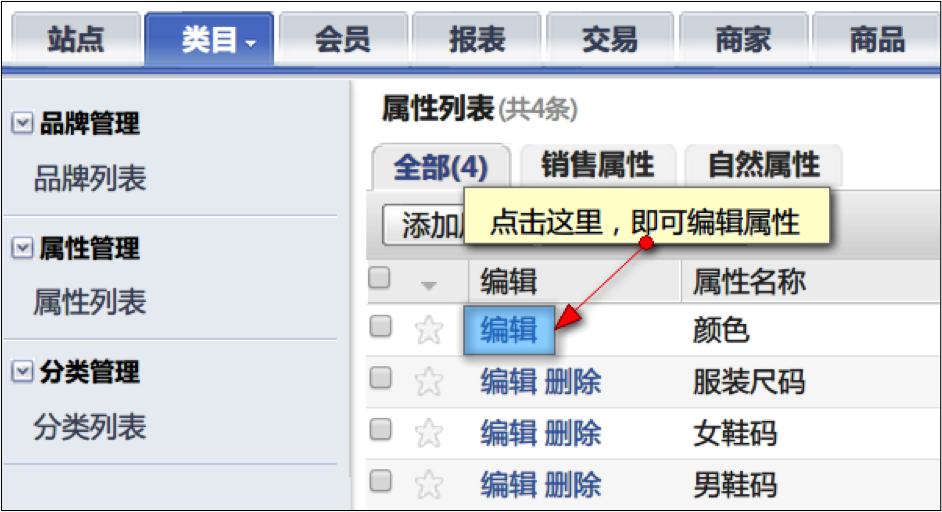 站点 类目 会员 报表 交易 商家 商品
品牌管理
品牌列表
属性管理
属性列表
分类管理
分类列表
属性列表(共4条)
全部(4) 销售属性 自然属性
添加
点击这里，即可编辑属性
编辑 属性名称
编辑 颜色
编辑 删除 服装尺码
编辑 删除 女鞋码
编辑 删除 男鞋码